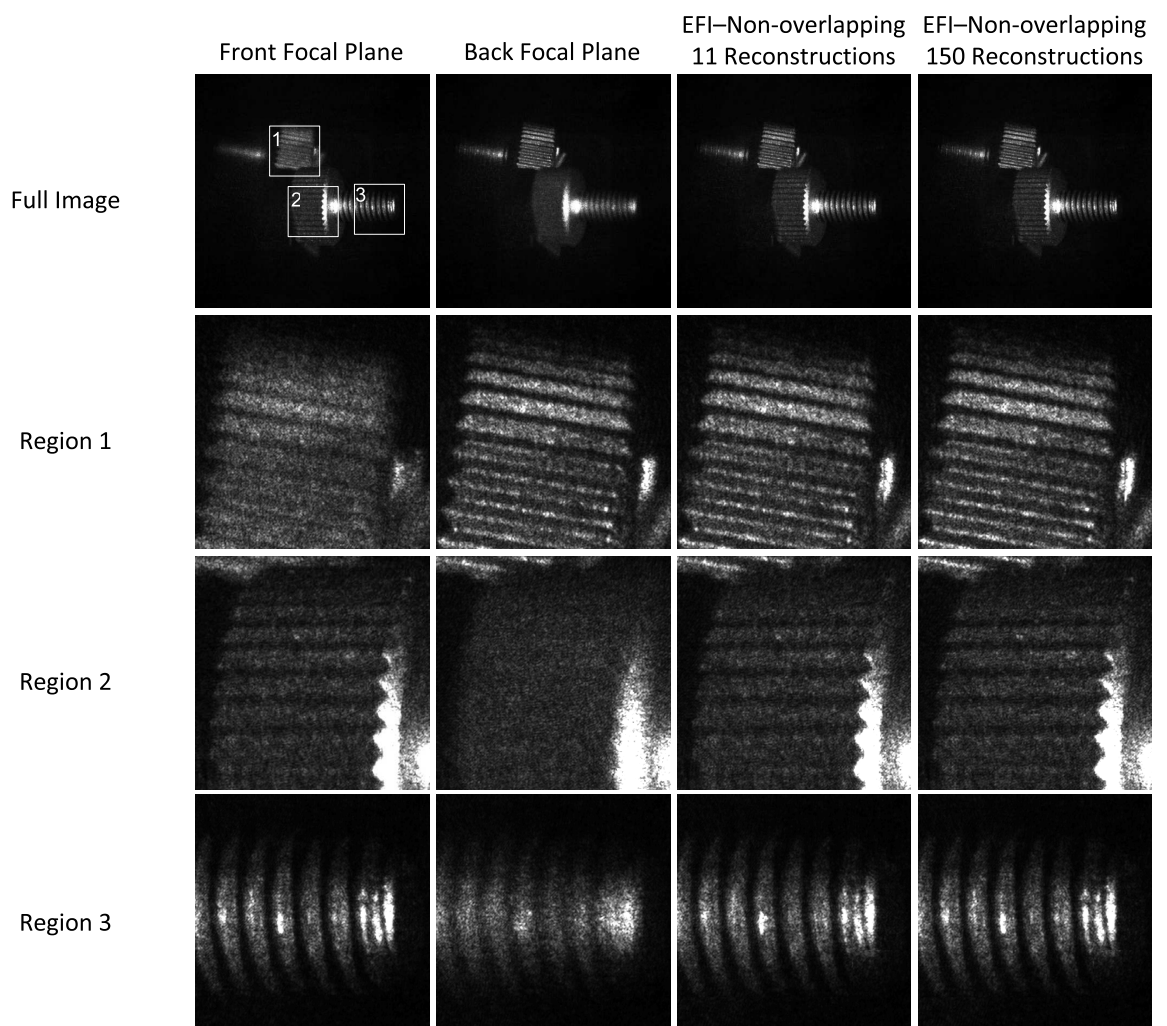 Front Focal Plane
Back Focal Plane
EFI–Non-overlapping
11 Reconstructions
EFI–Non-overlapping
150 Reconstructions
Full Image
1
2
3
Region 1
Region 2
Region 3